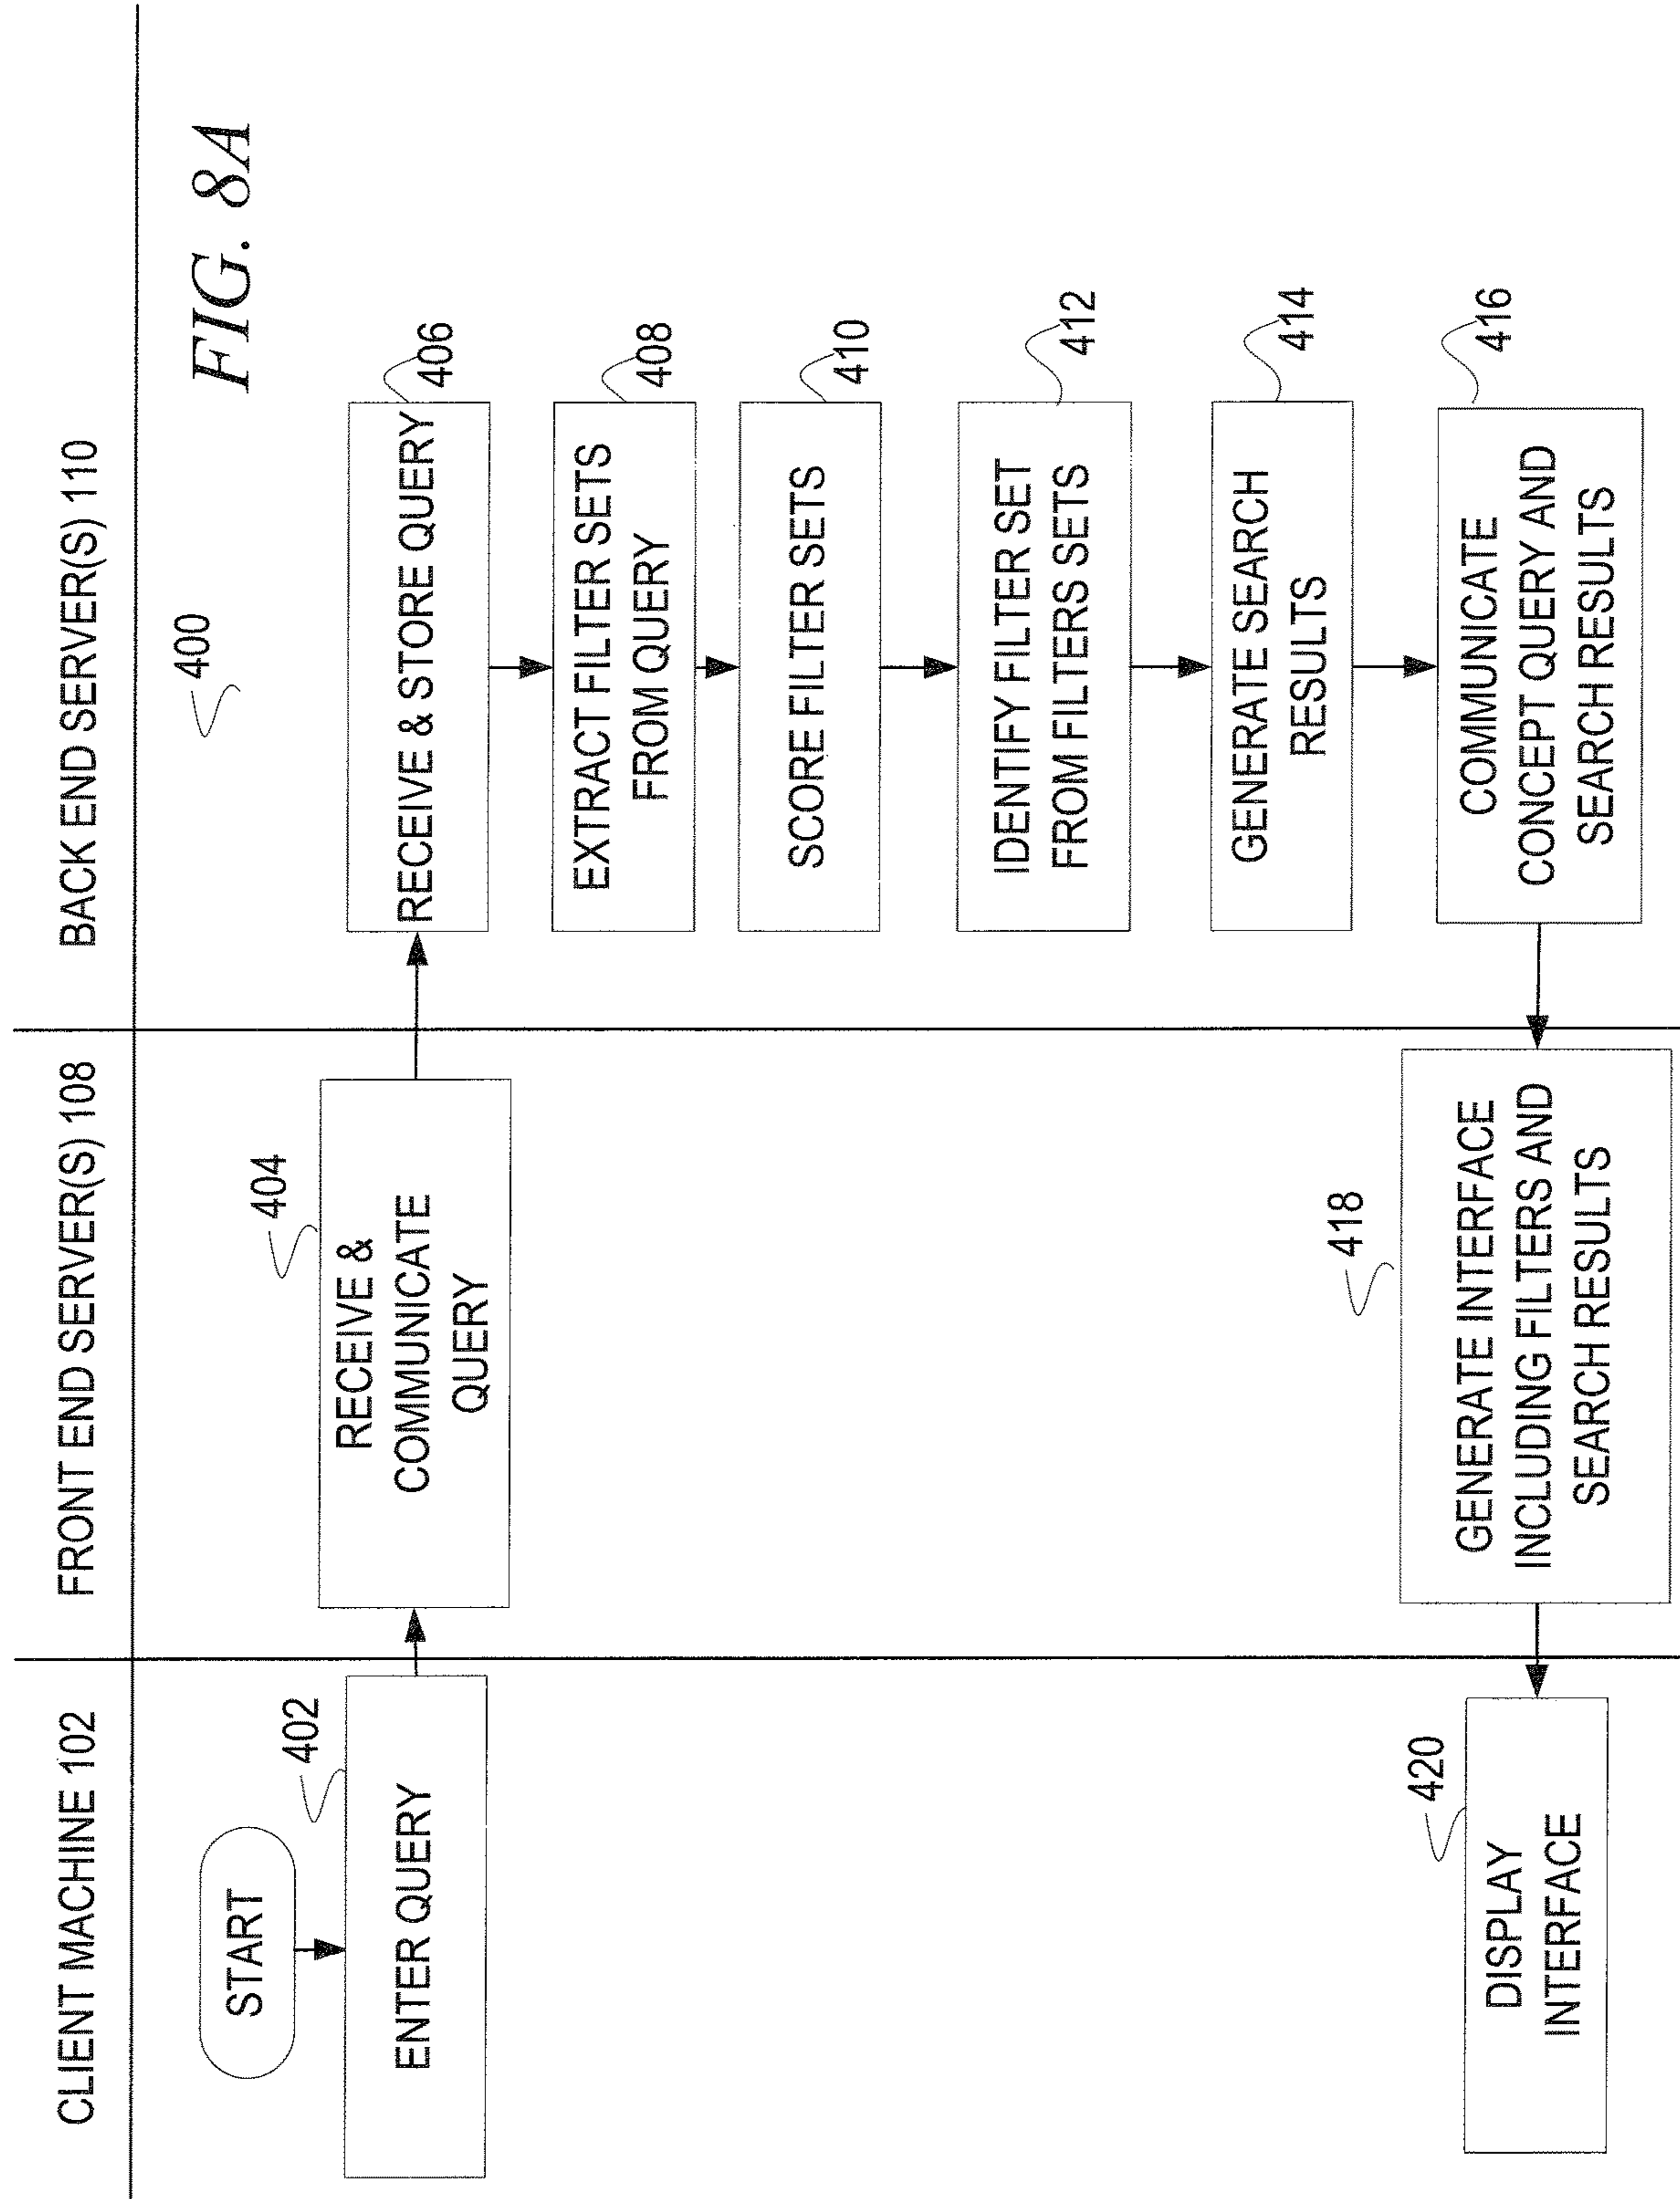 CLIENT MACHINE 102
FRONT END SERVER(S) 108
BACK END SERVER(S) 110
FIG. 8A
400
START
402
ENTER QUERY
404
RECEIVE &
COMMUNICATE
QUERY
406
RECEIVE & STORE QUERY
408
EXTRACT FILTER SETS
FROM QUERY
410
SCORE FILTER SETS
412
IDENTIFY FILTER SET
FROM FILTERS SETS
414
GENERATE SEARCH
RESULTS
416
COMMUNICATE
CONCEPT QUERY AND
SEARCH RESULTS
418
GENERATE INTERFACE
INCLUDING FILTERS AND
SEARCH RESULTS
420
DISPLAY
INTERFACE